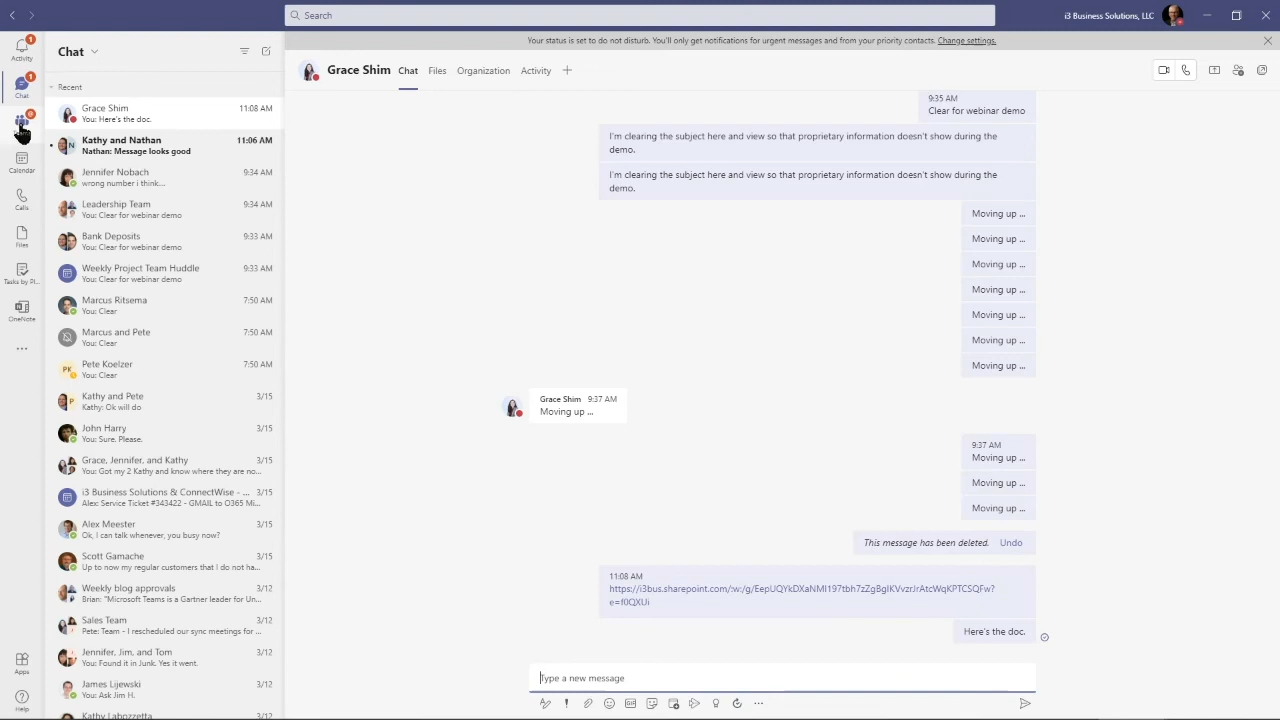 Search
i3 Business Solutions, LLC
Your status is set to do not disturb. You'll only get notifications for urgent messages and from your priority contacts. Change settings.
1
Activity
1
Chat
Calendar
Calls
Files
Tasks by Pl...
OneNote
Apps
Help
Chat
Recent
Grace Shim 11:08 AM
You: Here's the doc.
Kathy and Nathan 11:06 AM
Nathan: Message looks good
Jennifer Nobach 9:34 AM
wrong number i think...
Leadership Team 9:34 AM
You: Clear for webinar demo
Bank Deposits 9:33 AM
You: Clear for webinar demo
Weekly Project Team Huddle 9:33 AM
You: Clear for webinar demo
Marcus Ritsema 7:50 AM
You: Clear
Marcus and Pete 7:50 AM
You: Clear
PK
Pete Koelzer 7:50 AM
You: Clear
Kathy and Pete 3/15
Kathy: Ok will do
John Harry 3/15
You: Sure. Please.
Grace, Jennifer, and Kathy 3/15
You: Got my 2 Kathy and know where they are no...
i3 Business Solutions & ConnectWise - ... 3/15
Alex: Service Ticket #343422 - GMAIL to O365 Mi...
Alex Meester 3/15
Ok, I can talk whenever, you busy now?
Scott Gamache 3/15
Up to now my regular customers that I do not ha...
Weekly blog approvals 3/12
Brian: "Microsoft Teams is a Gartner leader for Un...
Sales Team 3/12
Pete: Team - I rescheduled our sync meetings for ...
Jennifer, Jim, and Tom 3/12
You: Found it in Junk. Yes it went.
James Lijewski 3/12
You: Ask Jim H.
Kathy Labozzetta 3/12
Grace Shim Chat Files Organization Activity
9:35 AM
Clear for webinar demo
I'm clearing the subject here and view so that proprietary information doesn't show during the
demo.
I'm clearing the subject here and view so that proprietary information doesn't show during the
demo.
Moving up ...
Moving up ...
Moving up ...
Moving up ...
Moving up ...
Moving up ...
Moving up ...
Grace Shim 9:37 AM
Moving up ...
9:37 AM
Moving up ...
Moving up ...
Moving up ...
This message has been deleted. Undo
11:08 AM
https://i3bus.sharepoint.com/:w:/g/EepUQYkDXaNMI197tbh7zZgBglKVvzrJrAtcWqKPTCSQFw?
e=f0QXUi
Here's the doc.
Type a new message